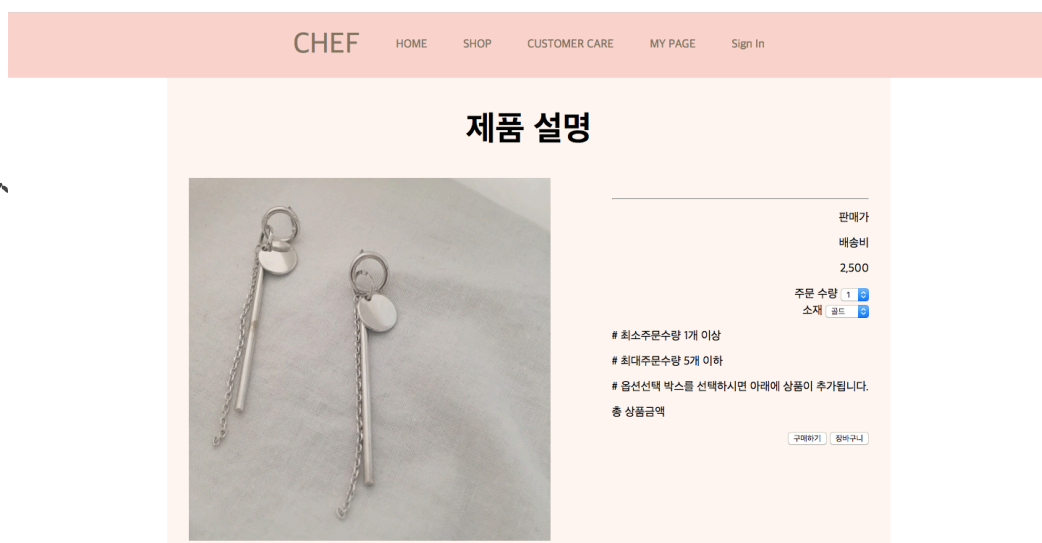 CHEF HOME SHOP CUSTOMER CARE MY PAGE Sign In
제품 설명
판매가
배송비
2,500
주문 수량 1
소재 골드
# 최소주문수량 1개 이상
# 최대주문수량 5개 이하
# 옵션선택 박스를 선택하시면 아래에 상품이 추가됩니다.
총 상품금액
구매하기 장바구니